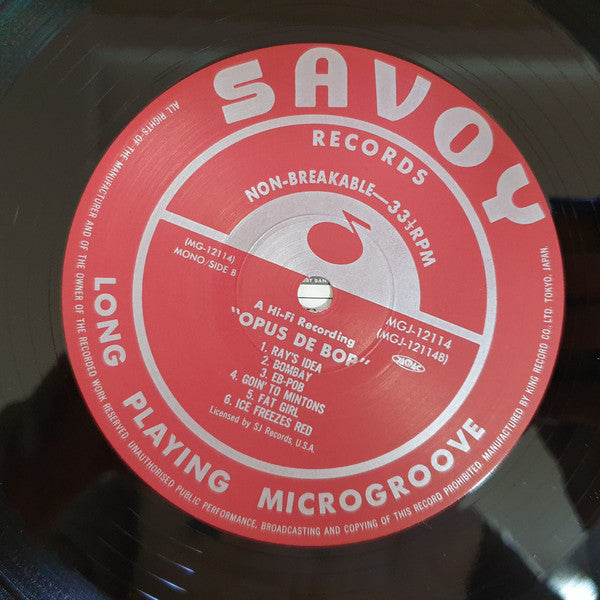 SAVOY
RECORDS
NON-BREAKABLE—33⅓RPM
(MG-12114)
MONO/SIDE B
A Hi-Fi Recording
"OPUS DE BOP"
MGJ-12114
(MGJ-12114B)
1. RAY'S IDEA
2. BOMBAY
3. EB-POB
4. GOIN' TO MINTONS
5. FAT GIRL
6. ICE FREEZES RED
Licensed by SJ Records, U.S.A.
LONG PLAYING MICROGROOVE
ALL RIGHTS OF THE MANUFACTURER AND OF THE OWNER OF THE RECORDED WORK RESERVED. UNAUTHORISED PUBLIC PERFORMANCE, BROADCASTING AND COPYING OF THIS RECORD PROHIBITED. MANUFACTURED BY KING RECORD CO., LTD. TOKYO, JAPAN.